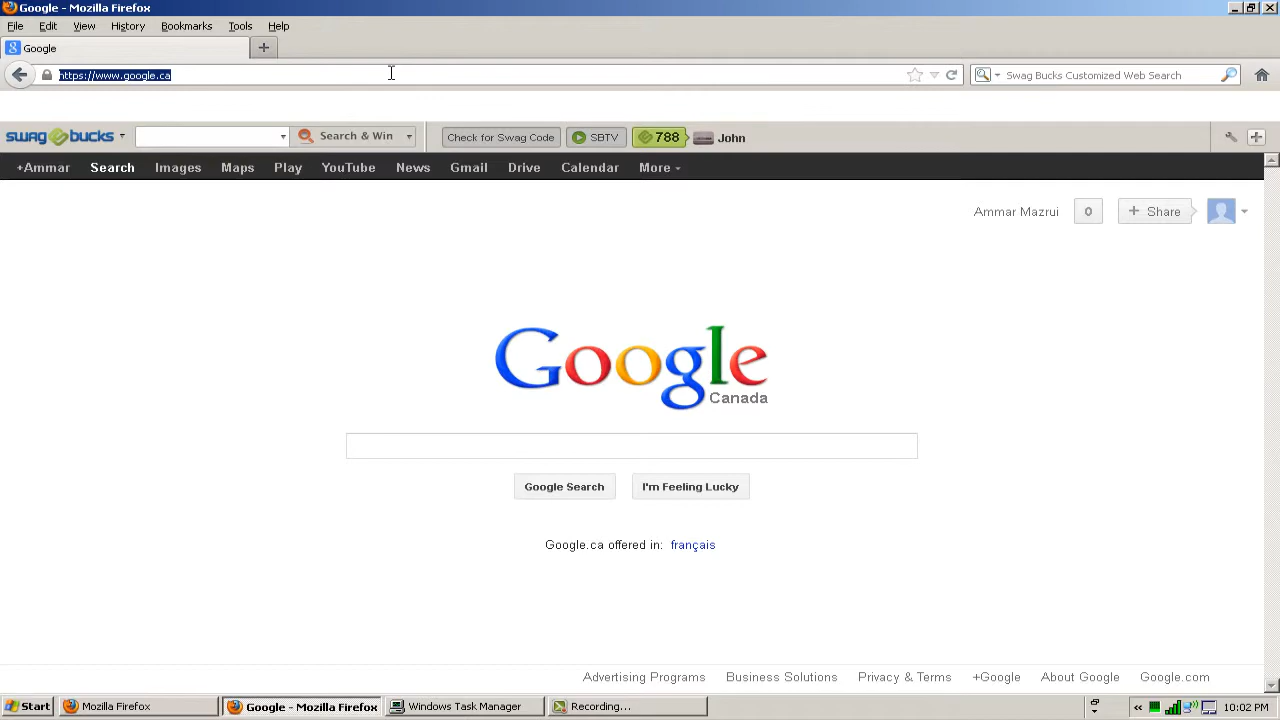 Google - Mozilla Firefox
File Edit View History Bookmarks Tools Help
Google
https://www.google.ca Swag Bucks Customized Web Search
swagbucks Search & Win Check for Swag Code SBTV 788 John
+Ammar Search Images Maps Play YouTube News Gmail Drive Calendar More
Ammar Mazrui 0 + Share
Google
Canada
Google Search I'm Feeling Lucky
Google.ca offered in: français
Advertising Programs Business Solutions Privacy & Terms +Google About Google Google.com
Start Mozilla Firefox Google - Mozilla Firefox Windows Task Manager Recording... « 10:02 PM